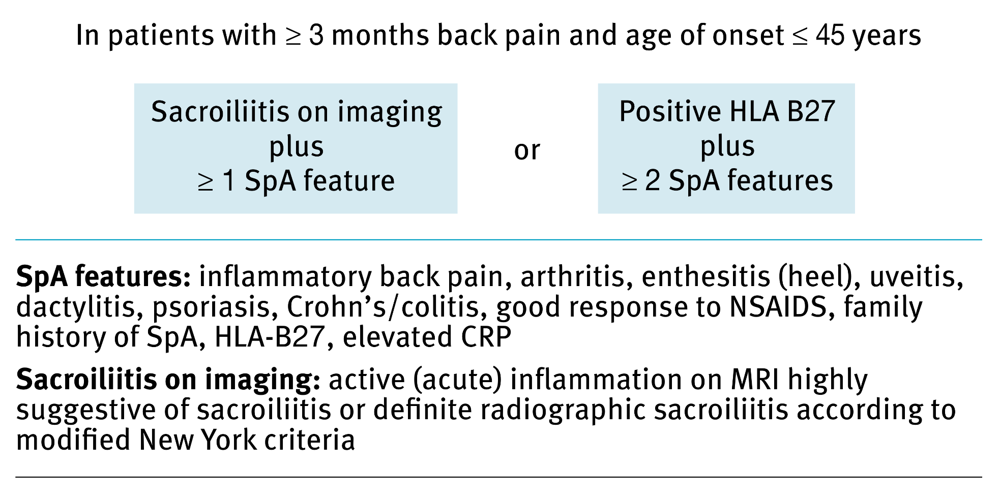 In patients with ≥ 3 months back pain and age of onset ≤ 45 years
Sacroiliitis on imaging
plus
≥ 1 SpA feature
or
Positive HLA B27
plus
≥ 2 SpA features
SpA features: inflammatory back pain, arthritis, enthesitis (heel), uveitis,
dactylitis, psoriasis, Crohn’s/colitis, good response to NSAIDS, family
history of SpA, HLA-B27, elevated CRP
Sacroiliitis on imaging: active (acute) inflammation on MRI highly
suggestive of sacroiliitis or definite radiographic sacroiliitis according to
modified New York criteria